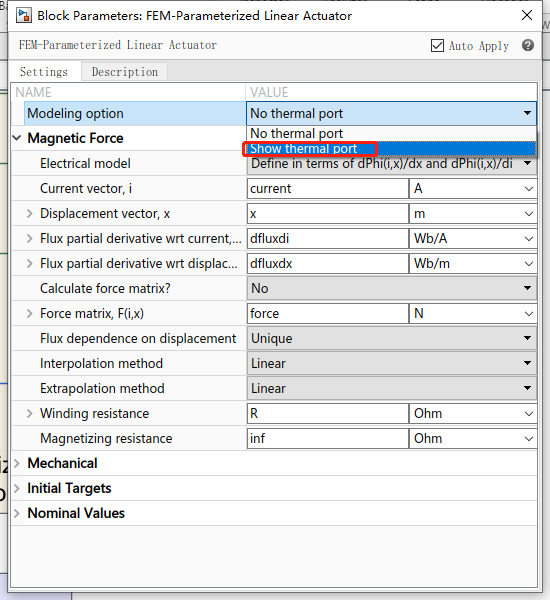 Block Parameters: FEM-Parameterized Linear Actuator
FEM-Parameterized Linear Actuator
Auto Apply
Settings
Description
NAME VALUE
Modeling option No thermal port
No thermal port
Show thermal port
Magnetic Force
Electrical model Define in terms of dPhi(i,x)/dx and dPhi(i,x)/di
Current vector, i current A
Displacement vector, x x m
Flux partial derivative wrt current,... dfluxdi Wb/A
Flux partial derivative wrt displac... dfluxdx Wb/m
Calculate force matrix? No
Force matrix, F(i,x) force N
Flux dependence on displacement Unique
Interpolation method Linear
Extrapolation method Linear
Winding resistance R Ohm
Magnetizing resistance inf Ohm
Mechanical
Initial Targets
Nominal Values